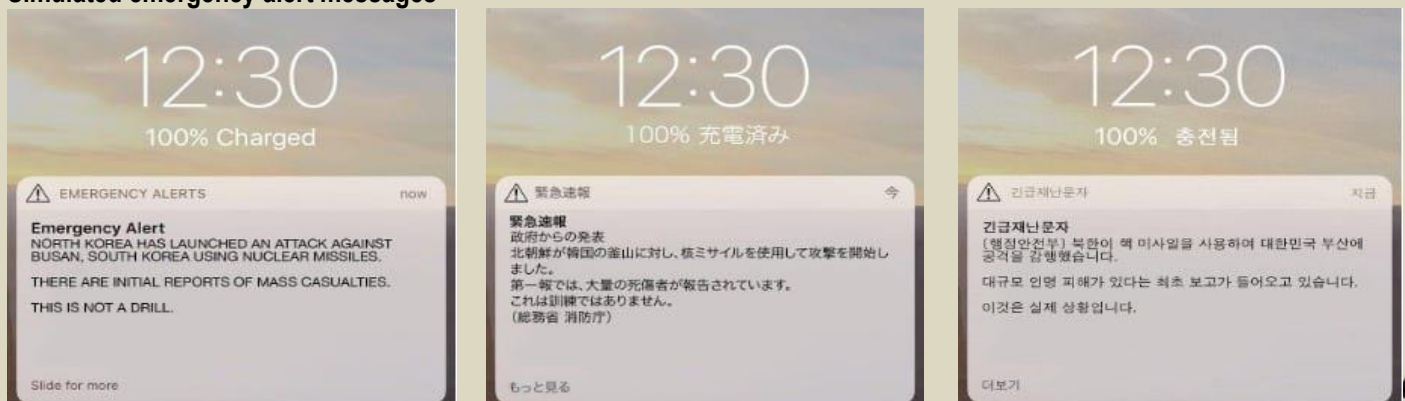 Simulated emergency alert messages
12:30
100% Charged
EMERGENCY ALERTS now
Emergency Alert
NORTH KOREA HAS LAUNCHED AN ATTACK AGAINST
BUSAN, SOUTH KOREA USING NUCLEAR MISSILES.
THERE ARE INITIAL REPORTS OF MASS CASUALTIES.
THIS IS NOT A DRILL.
Slide for more
12:30
100% 充電済み
緊急速報 今
緊急速報
政府からの発表
北朝鮮が韓国の釜山に対し、核ミサイルを使用して攻撃を開始し
ました。
第一報では、大量の死傷者が報告されています。
これは訓練ではありません。
(総務省 消防庁)
もっと見る
12:30
100% 충전됨
긴급재난문자 지금
긴급재난문자
[행정안전부] 북한이 핵 미사일을 사용하여 대한민국 부산에
공격을 감행했습니다.
대규모 인명 피해가 있다는 최초 보고가 들어오고 있습니다.
이것은 실제 상황입니다.
더보기